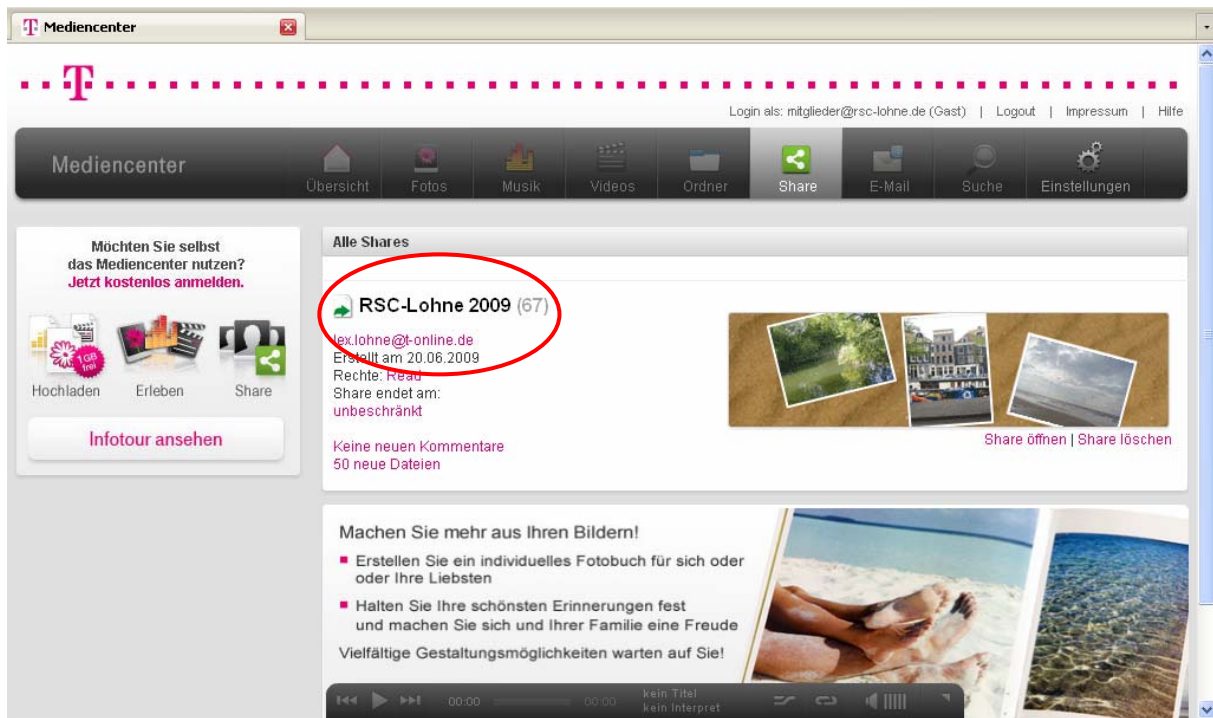 Mediencenter
T
Login als: mitglieder@rsc-lohne.de (Gast) | Logout | Impressum | Hilfe
Mediencenter
Übersicht Fotos Musik Videos Ordner Share E-Mail Suche Einstellungen
Möchten Sie selbst
das Mediencenter nutzen?
Jetzt kostenlos anmelden.
1GB
frei
Hochladen Erleben Share
Infotour ansehen
Alle Shares
RSC-Lohne 2009 (67)
lex.lohne@t-online.de
Erstellt am 20.06.2009
Rechte: Read
Share endet am:
unbeschränkt
Keine neuen Kommentare
50 neue Dateien
Share öffnen | Share löschen
Machen Sie mehr aus Ihren Bildern!
Erstellen Sie ein individuelles Fotobuch für sich oder
oder Ihre Liebsten
Halten Sie Ihre schönsten Erinnerungen fest
und machen Sie sich und Ihrer Familie eine Freude
Vielfältige Gestaltungsmöglichkeiten warten auf Sie!
00:00 00:00 kein Titel
kein Interpret